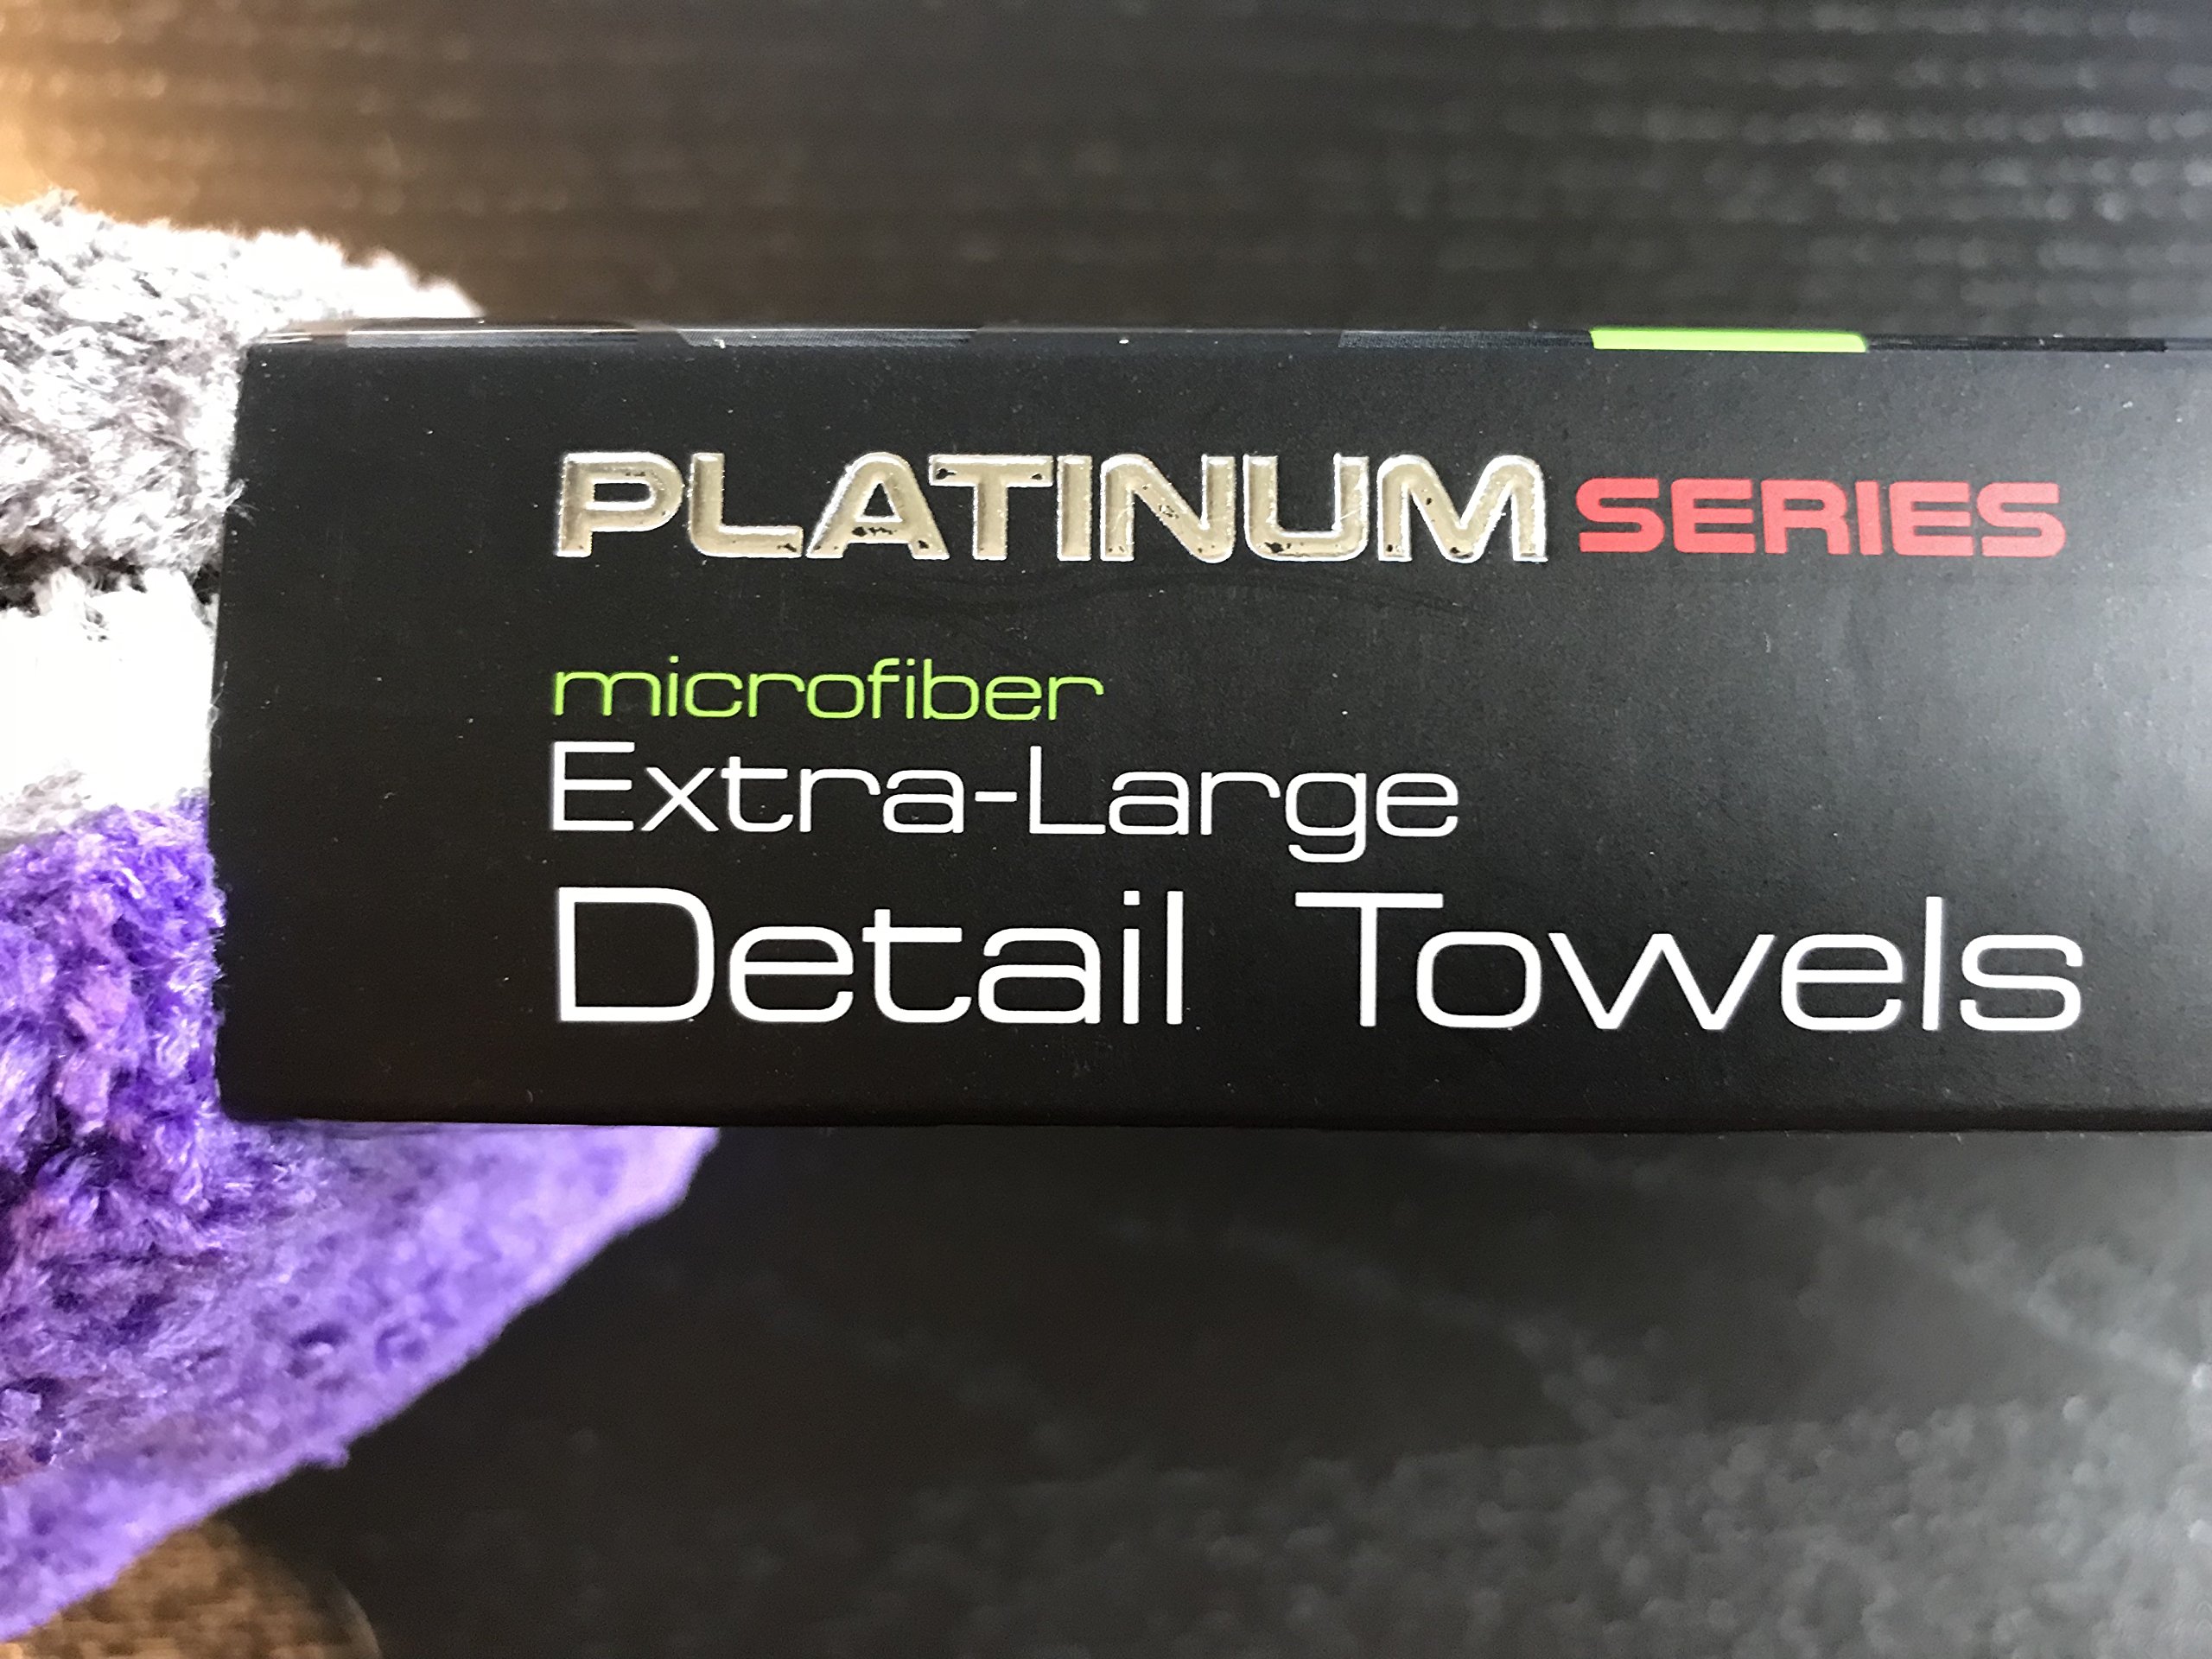 PLATINUM SERIES
microfiber
Extra-Large
Detail Towels